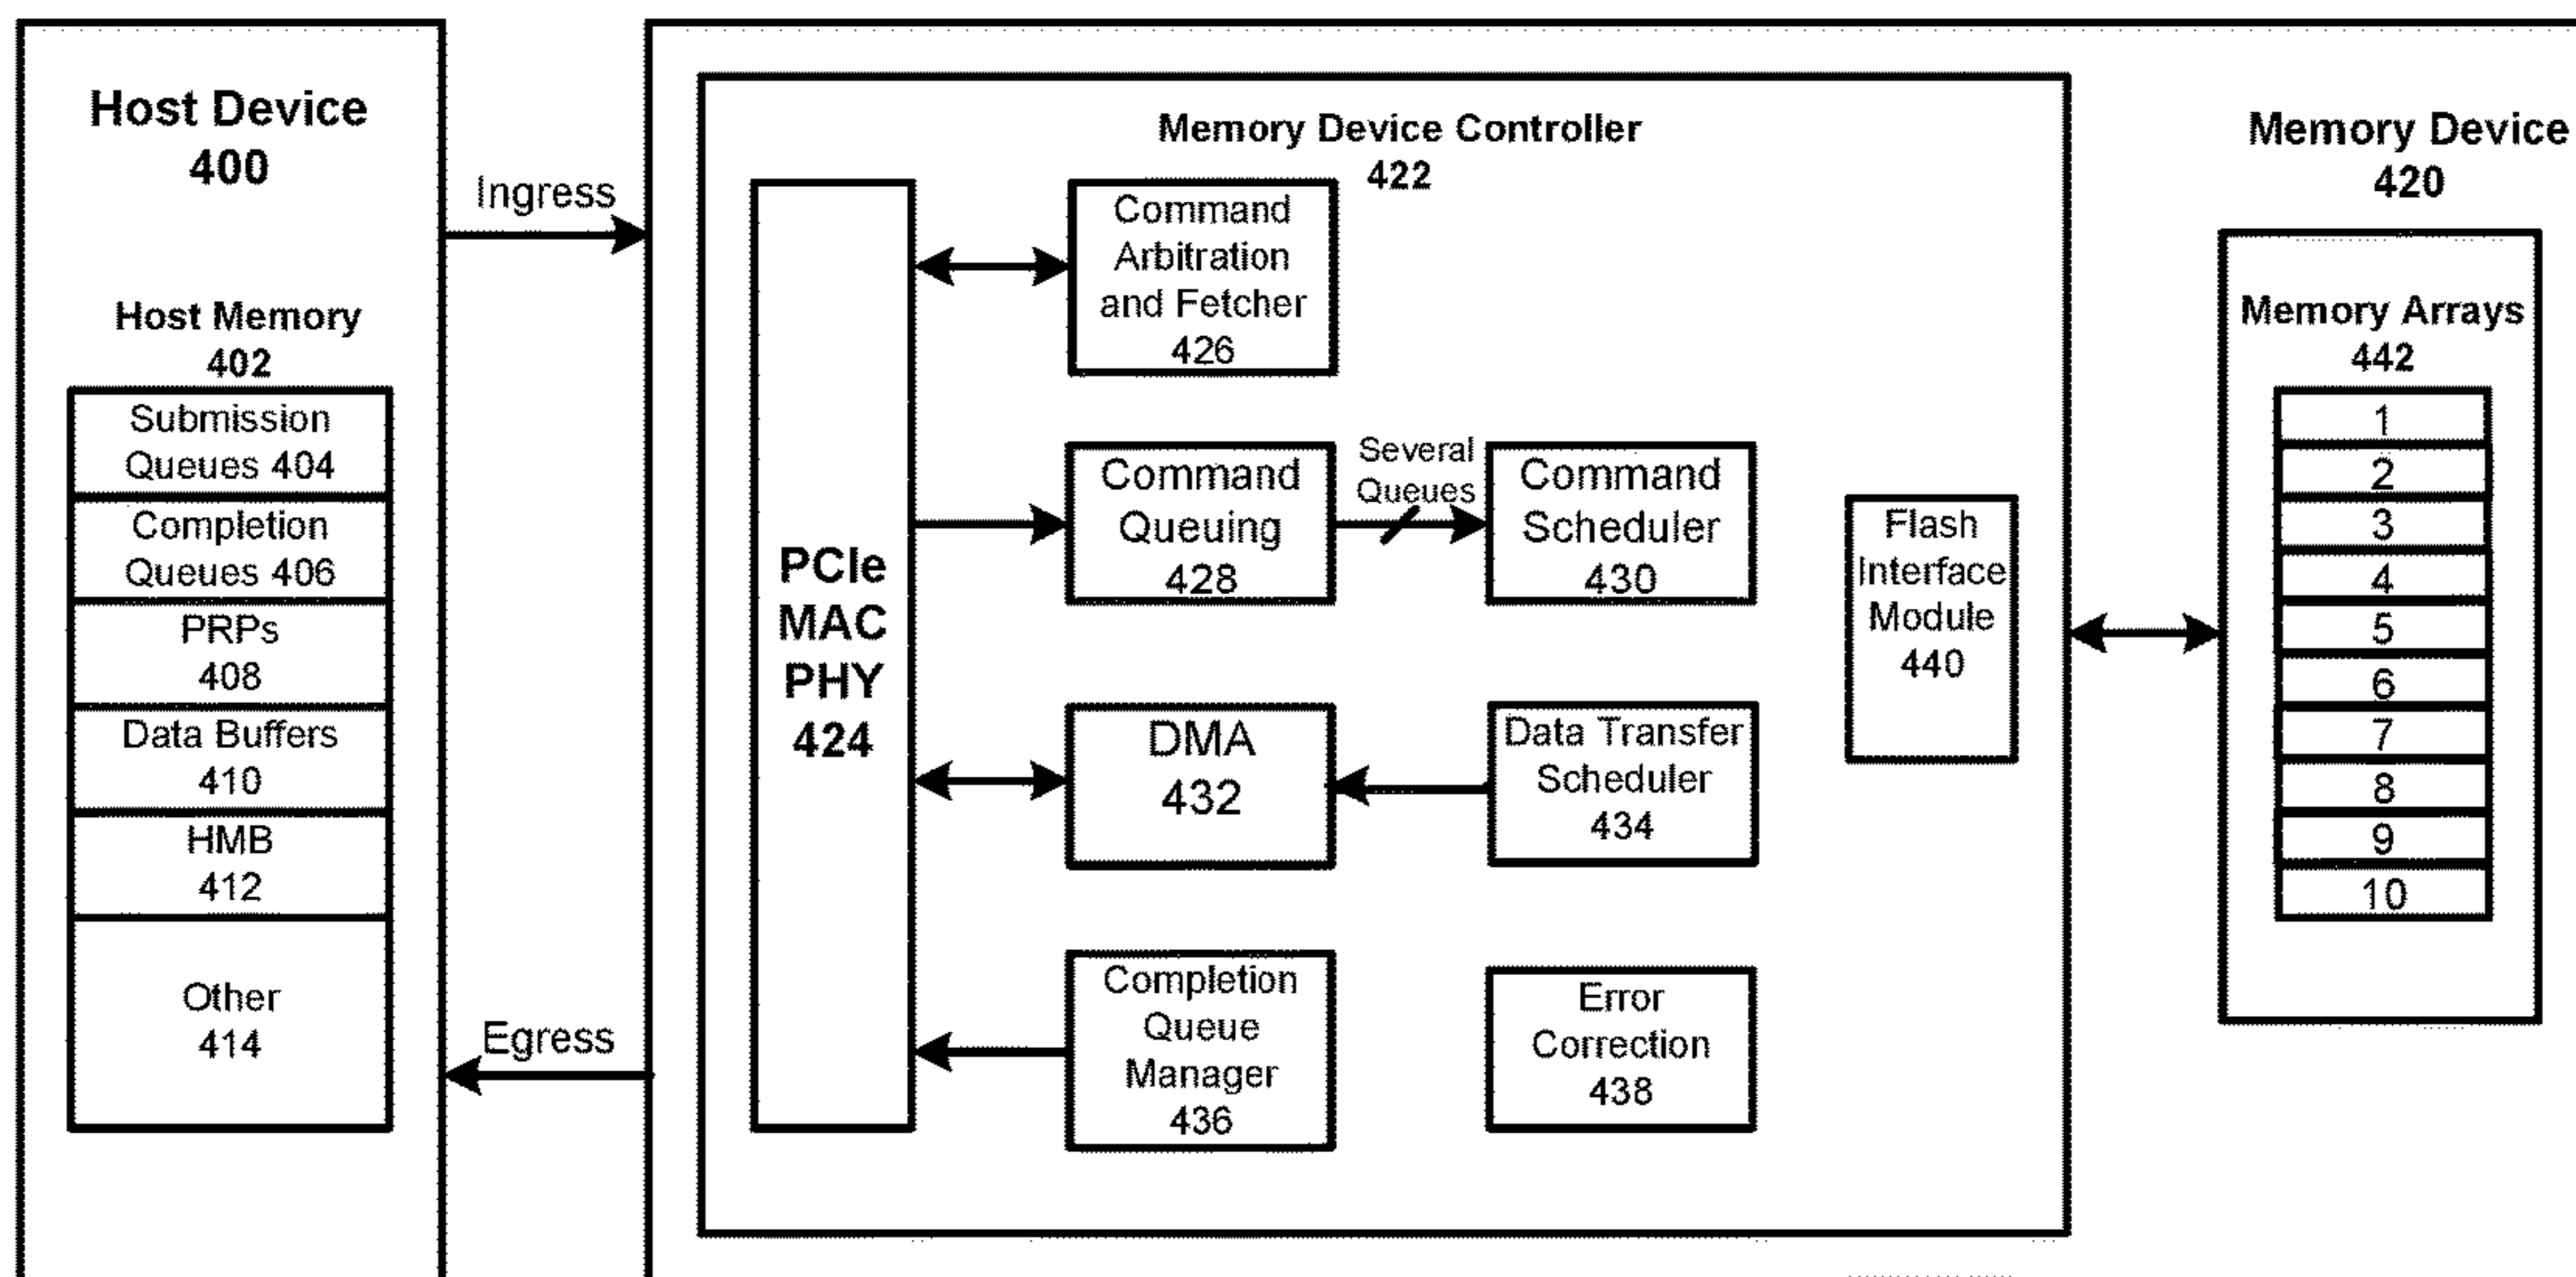 Host Device
400
Host Memory
402
Submission
Queues 404
Completion
Queues 406
PRPs
408
Data Buffers
410
HMB
412
Other
414
Ingress
Egress
Memory Device Controller
422
PCIe
MAC
PHY
424
Command
Arbitration
and Fetcher
426
Command
Queuing
428
Several
Queues
Command
Scheduler
430
DMA
432
Data Transfer
Scheduler
434
Completion
Queue
Manager
436
Error
Correction
438
Flash
Interface
Module
440
Memory Device
420
Memory Arrays
442
1
2
3
4
5
6
7
8
9
10